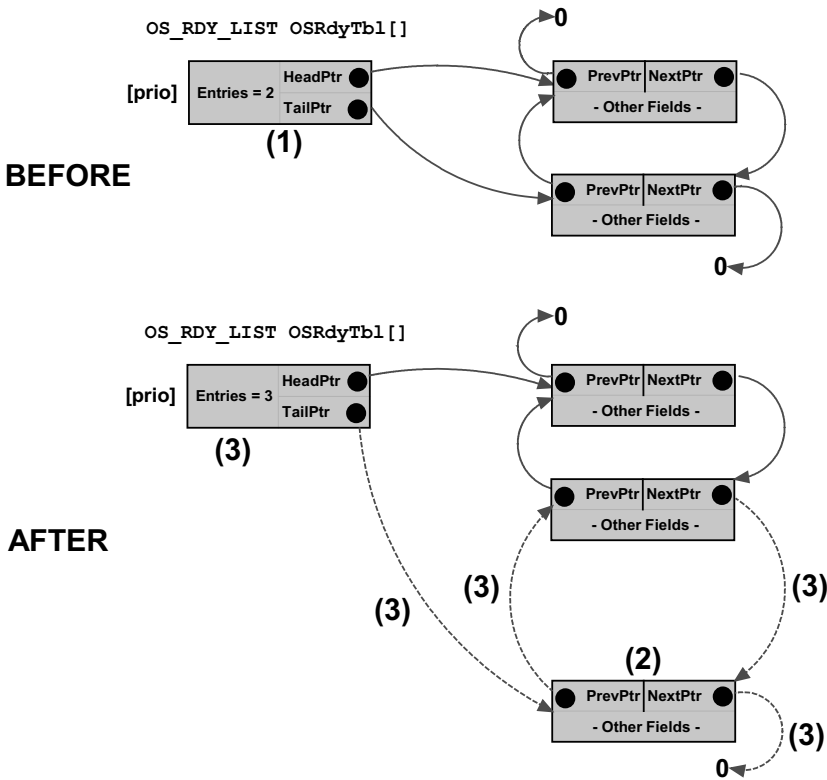 OS_RDY_LIST OSRdyTbl[]
0
[prio]
Entries = 2
HeadPtr
TailPtr
(1)
PrevPtr NextPtr
- Other Fields -
BEFORE
PrevPtr NextPtr
- Other Fields -
0
OS_RDY_LIST OSRdyTbl[]
0
[prio]
Entries = 3
HeadPtr
TailPtr
(3)
PrevPtr NextPtr
- Other Fields -
AFTER
PrevPtr NextPtr
- Other Fields -
(3)
(3)
(3)
(2)
PrevPtr NextPtr
- Other Fields -
(3)
0